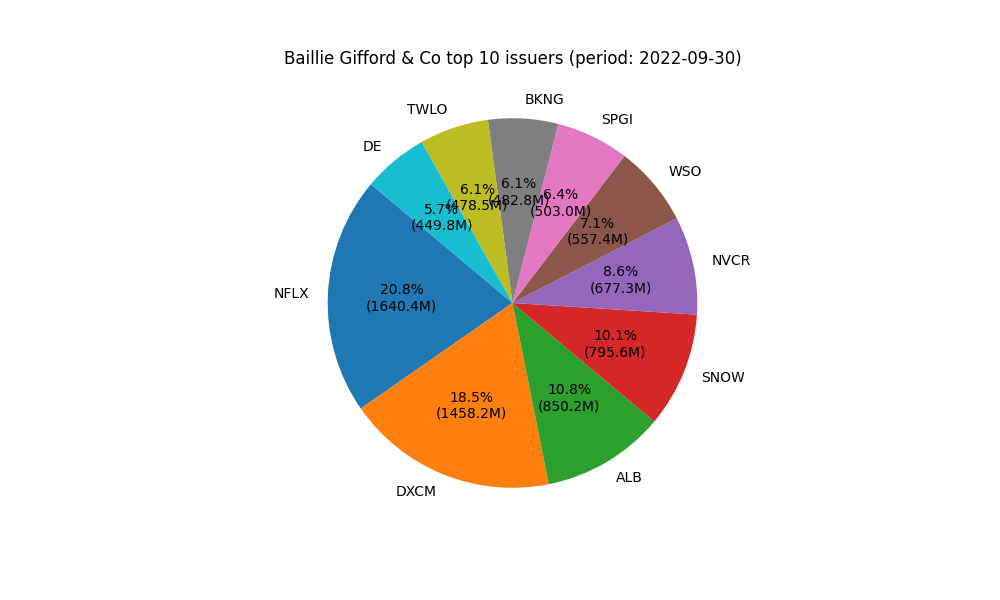 Baillie Gifford & Co top 10 issuers (period: 2022-09-30)
BKNG
TWLO
SPGI
DE
WSO
6.1%
(482.8M)
6.1%
(478.5M)
6.4%
(503.0M)
5.7%
(449.8M)
7.1%
(557.4M)
NVCR
8.6%
(677.3M)
NFLX
20.8%
(1640.4M)
10.1%
(795.6M)
SNOW
18.5%
(1458.2M)
10.8%
(850.2M)
ALB
DXCM